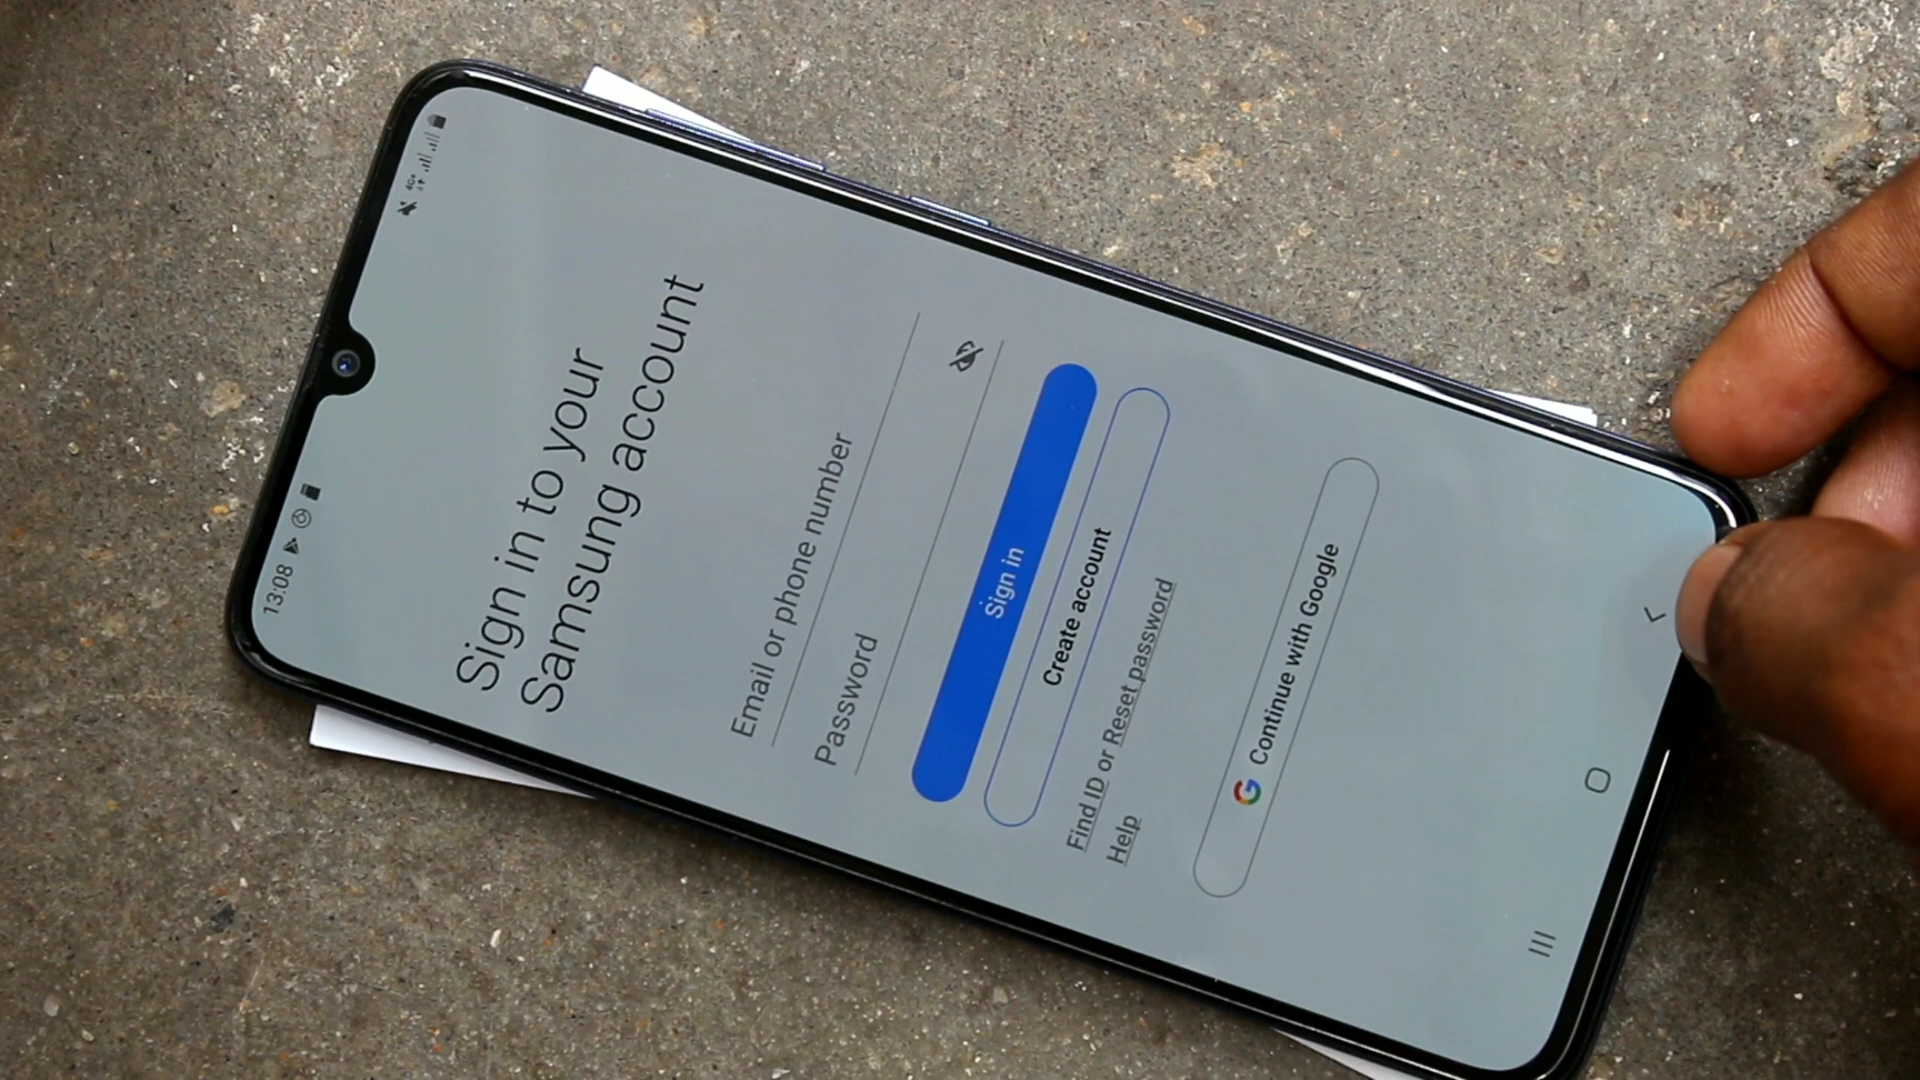 13:08
4G+
Sign in to your
Samsung account
Email or phone number
Password
Sign in
Create account
Find ID or Reset password
Help
Continue with Google